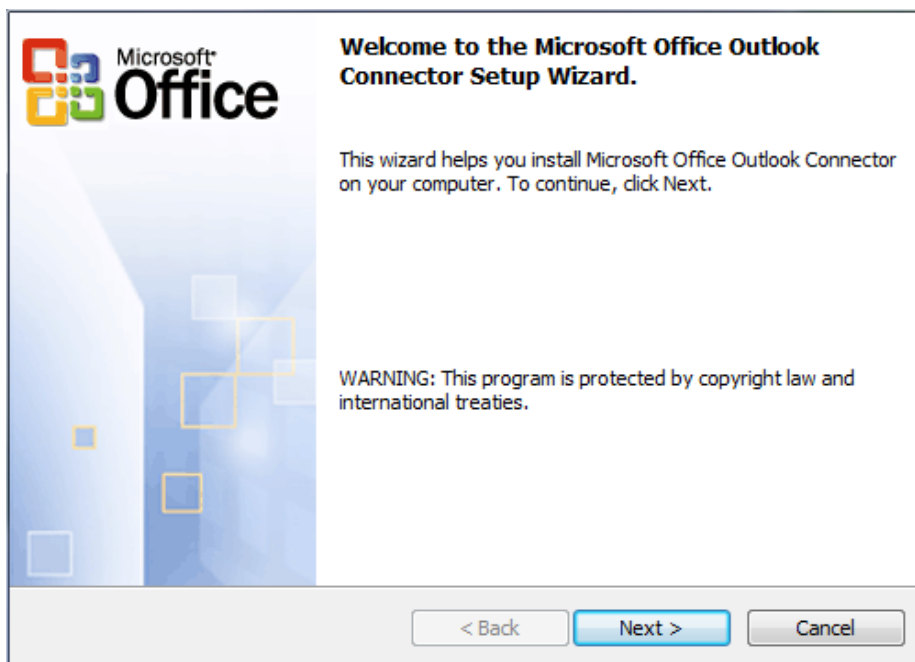 Microsoft®
Office
Welcome to the Microsoft Office Outlook
Connector Setup Wizard.
This wizard helps you install Microsoft Office Outlook Connector
on your computer. To continue, click Next.
WARNING: This program is protected by copyright law and
international treaties.
< Back
Next >
Cancel